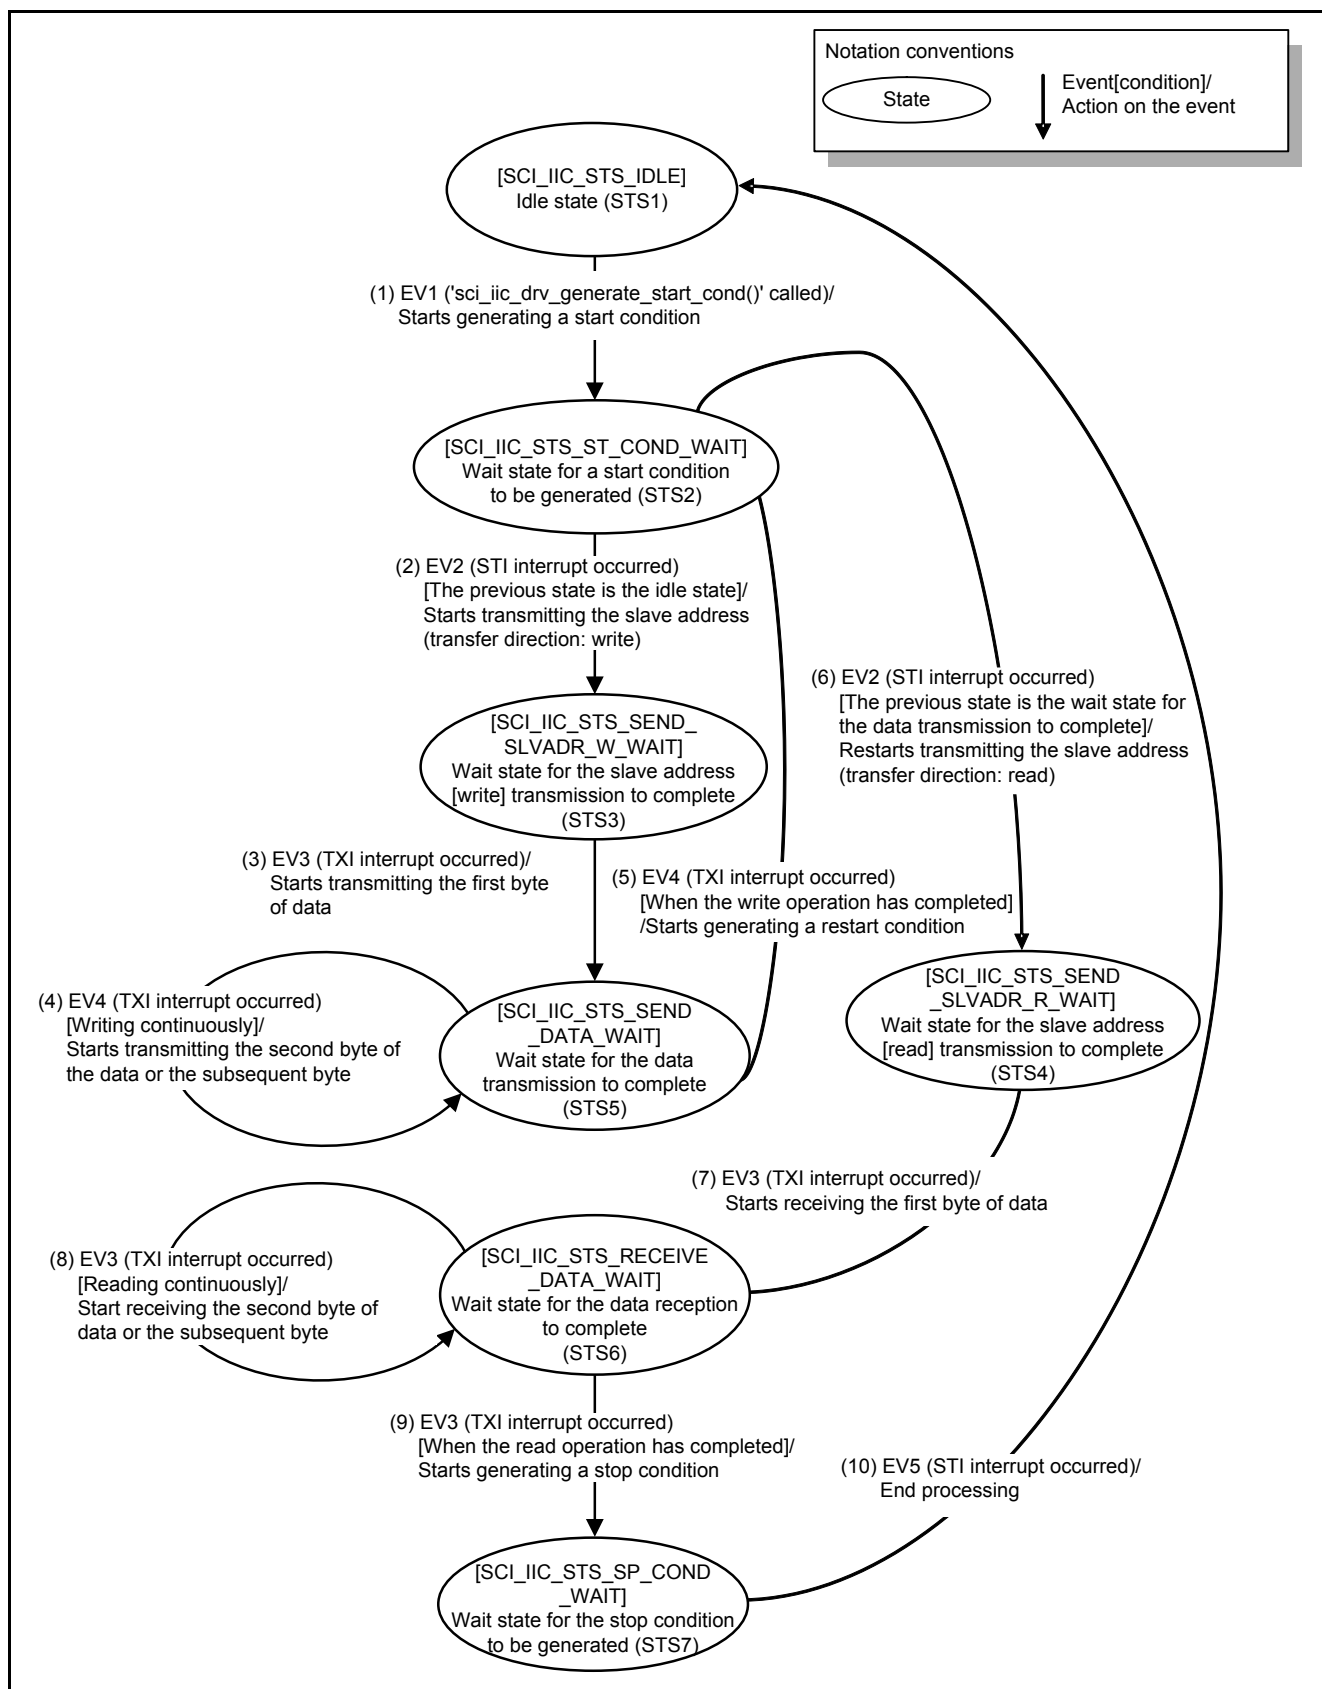 Notation conventions
State
Event[condition]/
Action on the event
[SCI_IIC_STS_IDLE]
Idle state (STS1)
(1) EV1 ('sci_iic_drv_generate_start_cond()' called)/
Starts generating a start condition
[SCI_IIC_STS_ST_COND_WAIT]
Wait state for a start condition
to be generated (STS2)
(2) EV2 (STI interrupt occurred)
[The previous state is the idle state]/
Starts transmitting the slave address
(transfer direction: write)
(6) EV2 (STI interrupt occurred)
[The previous state is the wait state for
the data transmission to complete]/
Restarts transmitting the slave address
(transfer direction: read)
[SCI_IIC_STS_SEND_
SLVADR_W_WAIT]
Wait state for the slave address
[write] transmission to complete
(STS3)
(3) EV3 (TXI interrupt occurred)/
Starts transmitting the first byte
of data
(5) EV4 (TXI interrupt occurred)
[When the write operation has completed]
/Starts generating a restart condition
(4) EV4 (TXI interrupt occurred)
[Writing continuously]/
Starts transmitting the second byte of
the data or the subsequent byte
[SCI_IIC_STS_SEND
_DATA_WAIT]
Wait state for the data
transmission to complete
(STS5)
[SCI_IIC_STS_SEND
_SLVADR_R_WAIT]
Wait state for the slave address
[read] transmission to complete
(STS4)
(7) EV3 (TXI interrupt occurred)/
Starts receiving the first byte of data
(8) EV3 (TXI interrupt occurred)
[Reading continuously]/
Start receiving the second byte of
data or the subsequent byte
[SCI_IIC_STS_RECEIVE
_DATA_WAIT]
Wait state for the data reception
to complete
(STS6)
(9) EV3 (TXI interrupt occurred)
[When the read operation has completed]/
Starts generating a stop condition
(10) EV5 (STI interrupt occurred)/
End processing
[SCI_IIC_STS_SP_COND
_WAIT]
Wait state for the stop condition
to be generated (STS7)